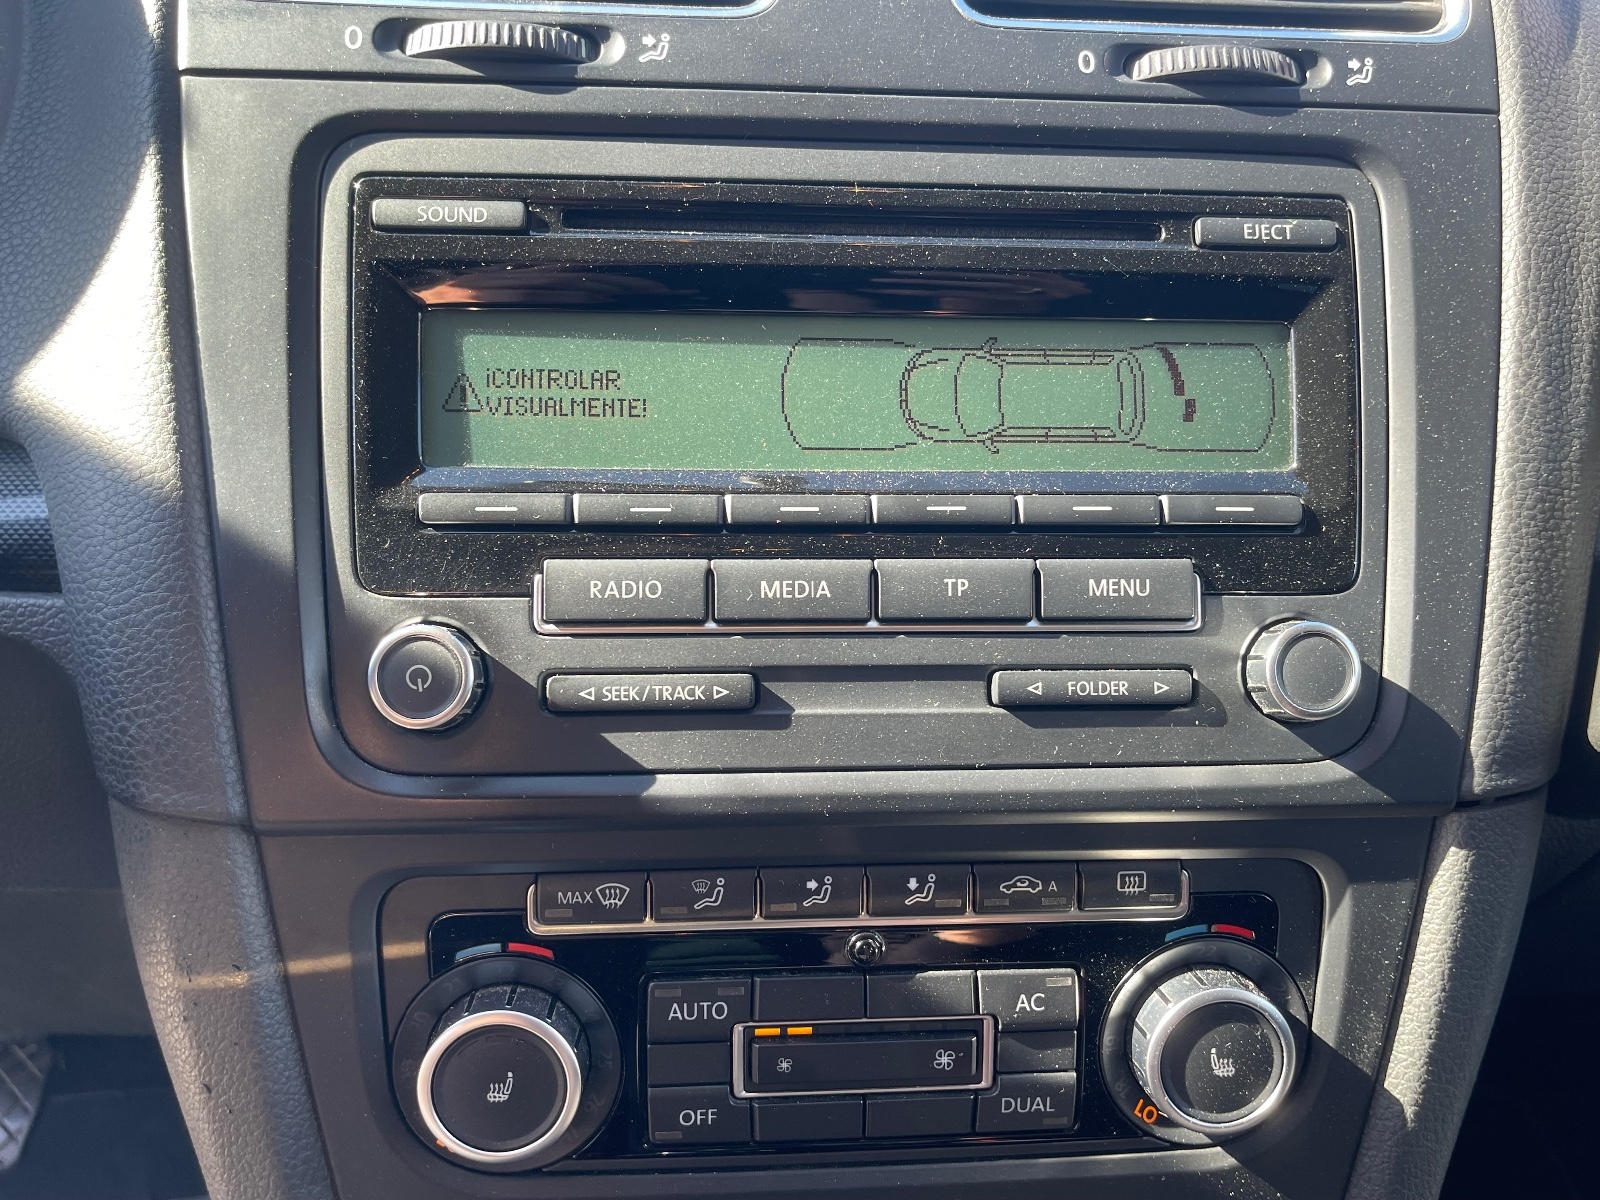 0
0
SOUND
EJECT
¡CONTROLAR
VISUALMENTE!
RADIO
MEDIA
TP
MENU
SEEK/TRACK
FOLDER
MAX
A
AUTO
AC
OFF
DUAL
LO